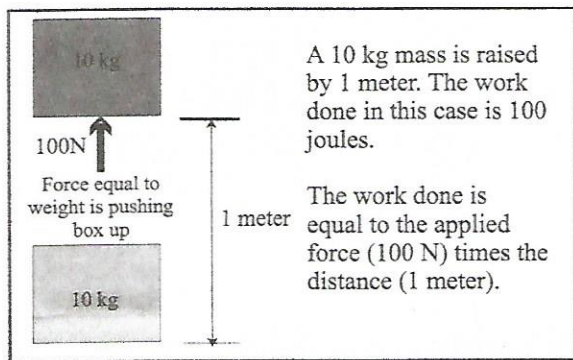 10 kg
100N
Force equal to
weight is pushing
box up
1 meter
10 kg
A 10 kg mass is raised
by 1 meter. The work
done in this case is 100
joules.
The work done is
equal to the applied
force (100 N) times the
distance (1 meter).